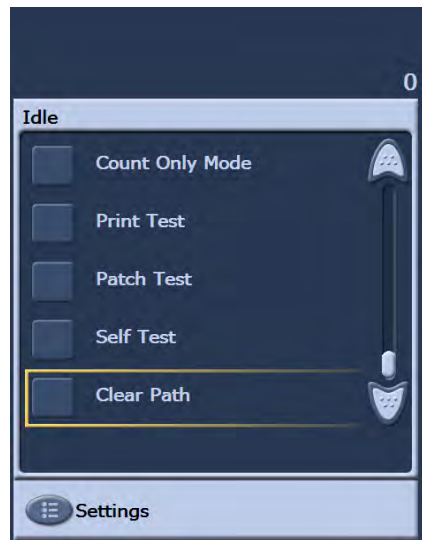 0
Idle
Count Only Mode
Print Test
Patch Test
Self Test
Clear Path
Settings